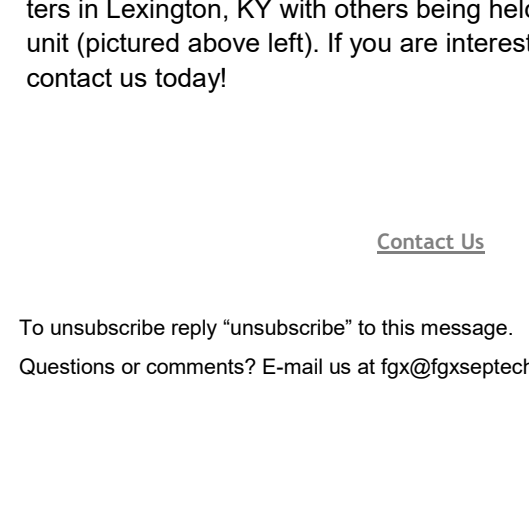 ters in Lexington, KY with others being held
unit (pictured above left). If you are interest
contact us today!
Contact Us
To unsubscribe reply “unsubscribe” to this message.
Questions or comments? E-mail us at fgx@fgxseptech